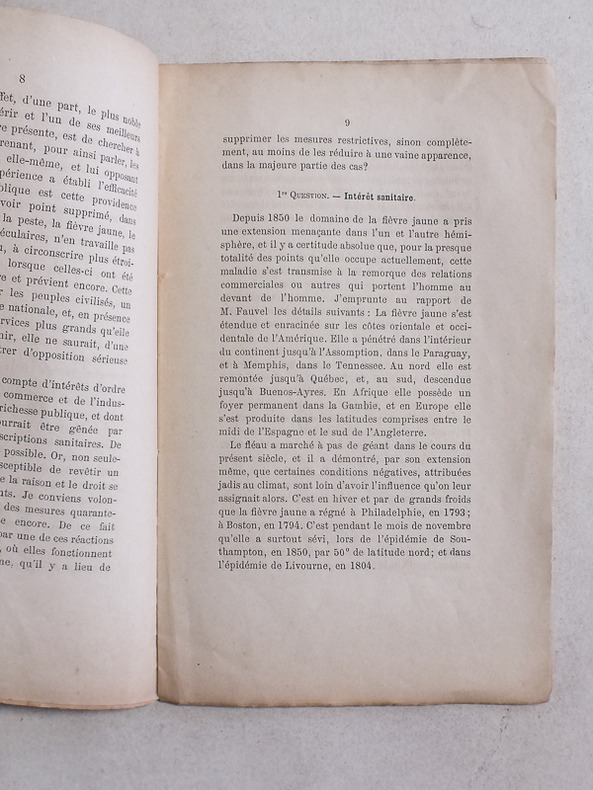 8
ffet, d'une part, le plus noble
érir et l'un de ses meilleurs
re présente, est de chercher à
renant, pour ainsi parler, les
elle-même, et lui opposant
périence a établi l'efficacité
blique est cette providence
voir point supprimé, dans
la peste, la fièvre jaune, le
éculaires, n'en travaille pas
u, à circonscrire plus étroi-
lorsque celles-ci ont été
re et prévient encore. Cette
r les peuples civilisés, un
e nationale, et, en présence
rvices plus grands qu'elle
nir, elle ne saurait, d'une
trer d'opposition sérieuse
compte d'intérêts d'ordre
commerce et de l'indus-
richesse publique, et dont
ourrait être gênée par
scriptions sanitaires. De
possible. Or, non seule-
sceptible de revêtir un
e la raison et le droit se
nts. Je conviens volon-
des mesures quarante-
e encore. De ce fait
par une de ces réactions
, où elles fonctionnent
me, qu'il y a lieu de
9
supprimer les mesures restrictives, sinon complète-
ment, au moins de les réduire à une vaine apparence,
dans la majeure partie des cas?
1re QUESTION. — Intérêt sanitaire.
Depuis 1850 le domaine de la fièvre jaune a pris
une extension menaçante dans l'un et l'autre hémi-
sphère, et il y a certitude absolue que, pour la presque
totalité des points qu'elle occupe actuellement, cette
maladie s'est transmise à la remorque des relations
commerciales ou autres qui portent l'homme au
devant de l'homme. J'emprunte au rapport de
M. Fauvel les détails suivants : La fièvre jaune s'est
étendue et enracinée sur les côtes orientale et occi-
dentale de l'Amérique. Elle a pénétré dans l'intérieur
du continent jusqu'à l'Assomption, dans le Paraguay,
et à Memphis, dans le Tennesee. Au nord elle est
remontée jusqu'à Québec, et, au sud, descendue
jusqu'à Buenos-Ayres. En Afrique elle possède un
foyer permanent dans la Gambie, et en Europe elle
s'est produite dans les latitudes comprises entre le
midi de l'Espagne et le sud de l'Angleterre.
Le fléau a marché à pas de géant dans le cours du
présent siècle, et il a démontré, par son extension
même, que certaines conditions négatives, attribuées
jadis au climat, sont loin d'avoir l'influence qu'on leur
assignait alors. C'est en hiver et par de grands froids
que la fièvre jaune a régné à Philadelphie, en 1793 ;
à Boston, en 1794. C'est pendant le mois de novembre
qu'elle a surtout sévi, lors de l'épidémie de Sou-
thampton, en 1850, par 50° de latitude nord ; et dans
l'épidémie de Livourne, en 1804.